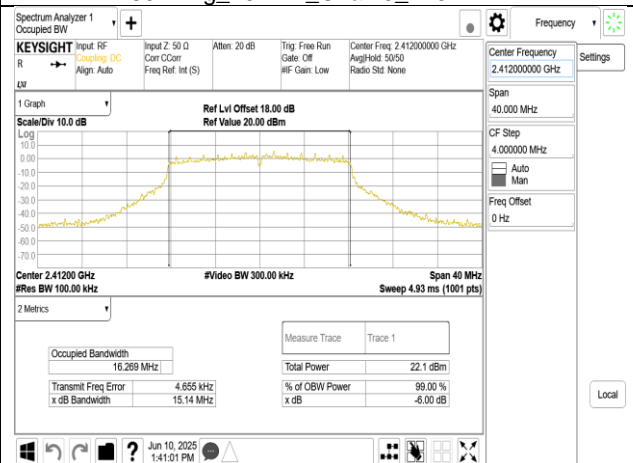 Spectrum Analyzer 1
Occupied BW
Frequency
KEYSIGHT
R
Input: RF
Coupling: DC
Align: Auto
Input Z: 50 Ω
Corr CCorr
Freq Ref: Int (S)
Atten: 20 dB
Trig: Free Run
Gate: Off
#IF Gain: Low
Center Freq: 2.412000000 GHz
Avg|Hold: 50/50
Radio Std: None
Center Frequency
2.412000000 GHz
Settings
Span
40.000 MHz
CF Step
4.000000 MHz
Auto
Man
Freq Offset
0 Hz
Local
1 Graph
Scale/Div 10.0 dB
Ref Lvl Offset 18.00 dB
Ref Value 20.00 dBm
Log
10.0
0.00
-10.0
-20.0
-30.0
-40.0
-50.0
-60.0
-70.0
Center 2.41200 GHz
#Res BW 100.00 kHz
#Video BW 300.00 kHz
Span 40 MHz
Sweep 4.93 ms (1001 pts)
2 Metrics
Measure Trace
Trace 1
Occupied Bandwidth
16.269 MHz
Total Power
22.1 dBm
Transmit Freq Error
4.655 kHz
% of OBW Power
99.00 %
x dB Bandwidth
15.14 MHz
x dB
-6.00 dB
?
Jun 10, 2025
1:41:01 PM